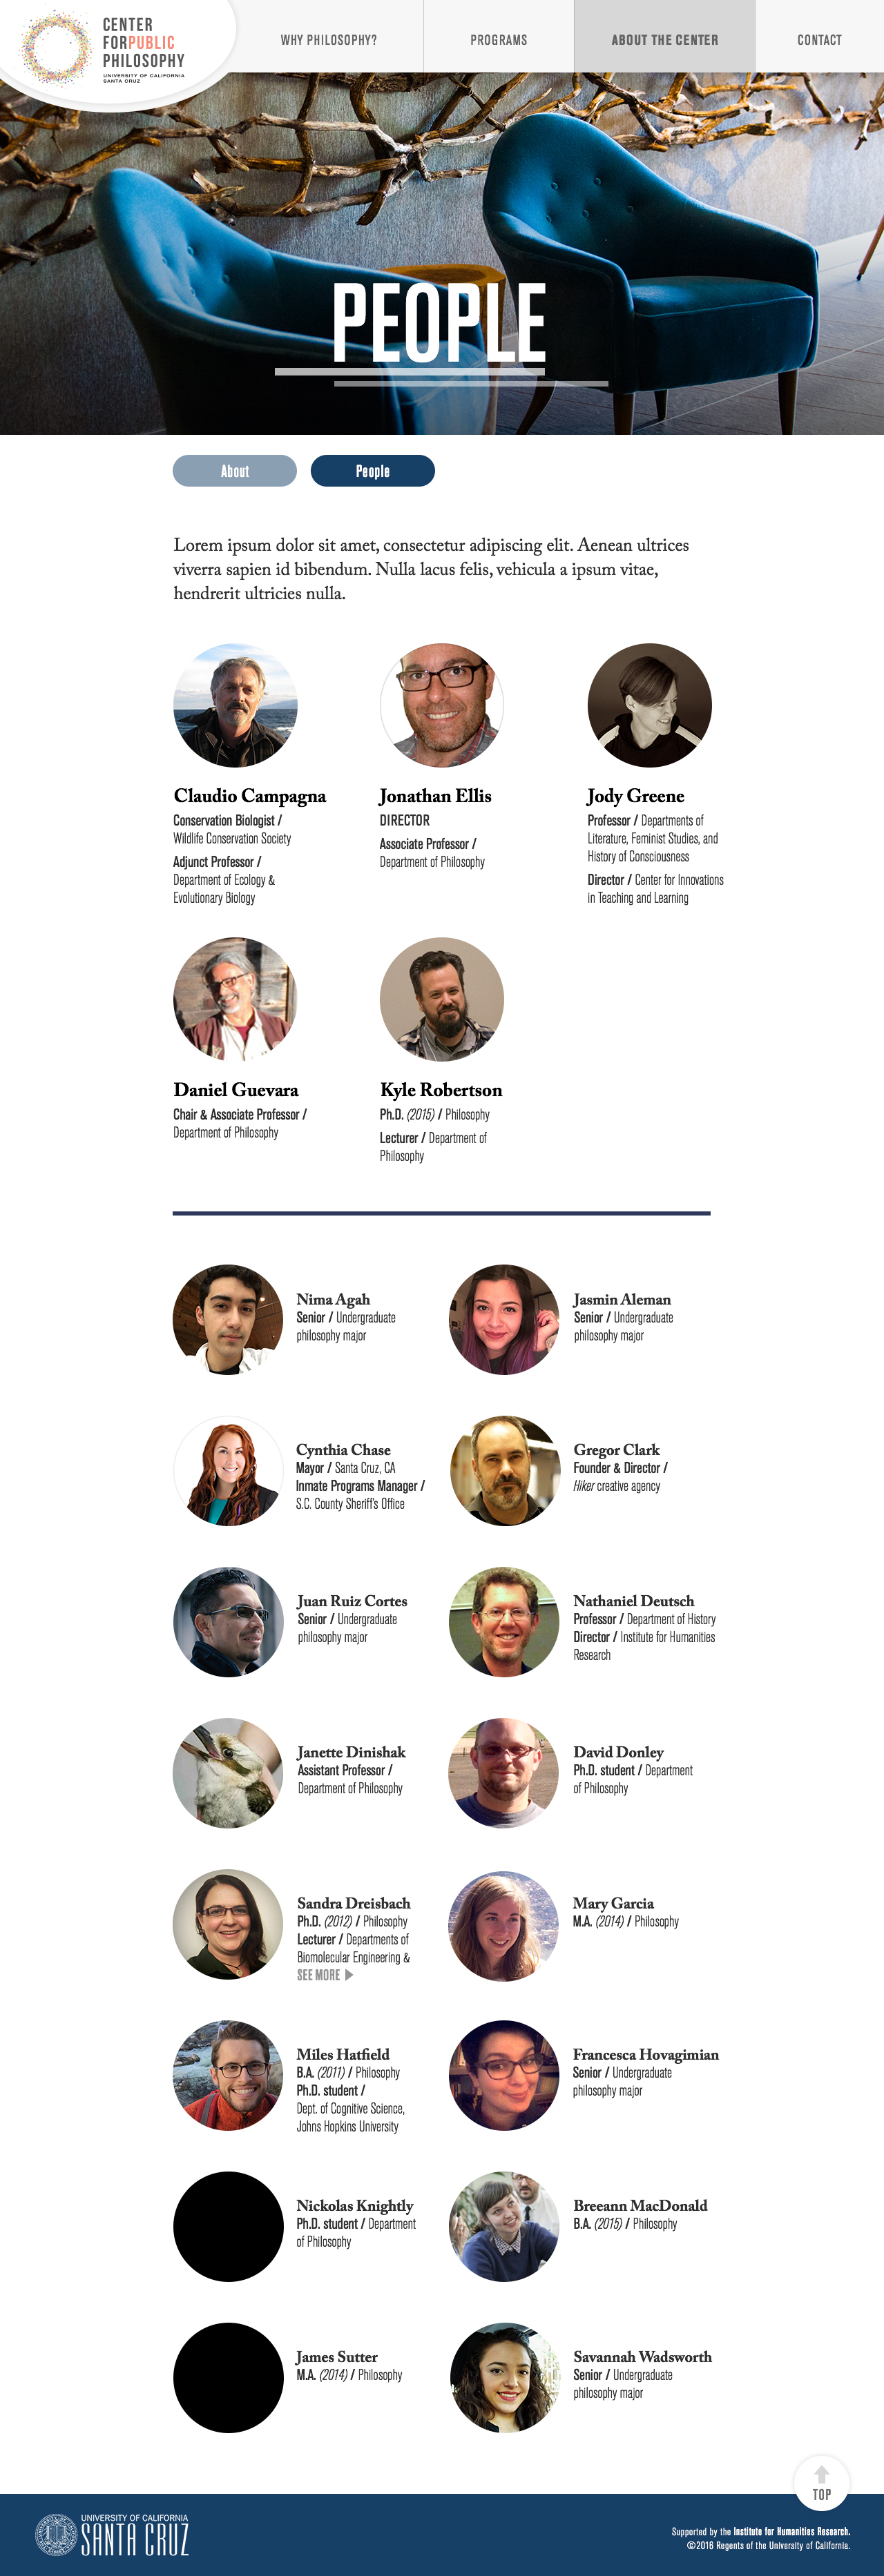 CENTER
FORPUBLIC
PHILOSOPHY
UNIVERSITY OF CALIFORNIA
SANTA CRUZ
WHY PHILOSOPHY?
PROGRAMS
ABOUT THE CENTER
CONTACT
PEOPLE
About
People
Lorem ipsum dolor sit amet, consectetur adipiscing elit. Aenean ultrices
viverra sapien id bibendum. Nulla lacus felis, vehicula a ipsum vitae,
hendrerit ultricies nulla.
Claudio Campagna
Conservation Biologist /
Wildlife Conservation Society
Adjunct Professor /
Department of Ecology &
Evolutionary Biology
Jonathan Ellis
DIRECTOR
Associate Professor /
Department of Philosophy
Jody Greene
Professor / Departments of
Literature, Feminist Studies, and
History of Consciousness
Director / Center for Innovations
in Teaching and Learning
Daniel Guevara
Chair & Associate Professor /
Department of Philosophy
Kyle Robertson
Ph.D. (2015) / Philosophy
Lecturer / Department of
Philosophy
Nima Agah
Senior / Undergraduate
philosophy major
Jasmin Aleman
Senior / Undergraduate
philosophy major
Cynthia Chase
Mayor / Santa Cruz, CA
Inmate Programs Manager /
S.C. County Sheriff's Office
Gregor Clark
Founder & Director /
Hiker creative agency
Juan Ruiz Cortes
Senior / Undergraduate
philosophy major
Nathaniel Deutsch
Professor / Department of History
Director / Institute for Humanities
Research
Janette Dinishak
Assistant Professor /
Department of Philosophy
David Donley
Ph.D. student / Department
of Philosophy
Sandra Dreisbach
Ph.D. (2012) / Philosophy
Lecturer / Departments of
Biomolecular Engineering &
SEE MORE
Mary Garcia
M.A. (2014) / Philosophy
Miles Hatfield
B.A. (2011) / Philosophy
Ph.D. student /
Dept. of Cognitive Science,
Johns Hopkins University
Francesca Hovagimian
Senior / Undergraduate
philosophy major
Nickolas Knightly
Ph.D. student / Department
of Philosophy
Breeann MacDonald
B.A. (2015) / Philosophy
James Sutter
M.A. (2014) / Philosophy
Savannah Wadsworth
Senior / Undergraduate
philosophy major
TOP
UNIVERSITY OF CALIFORNIA
SANTA CRUZ
Supported by the Institute for Humanities Research.
©2016 Regents of the University of California.